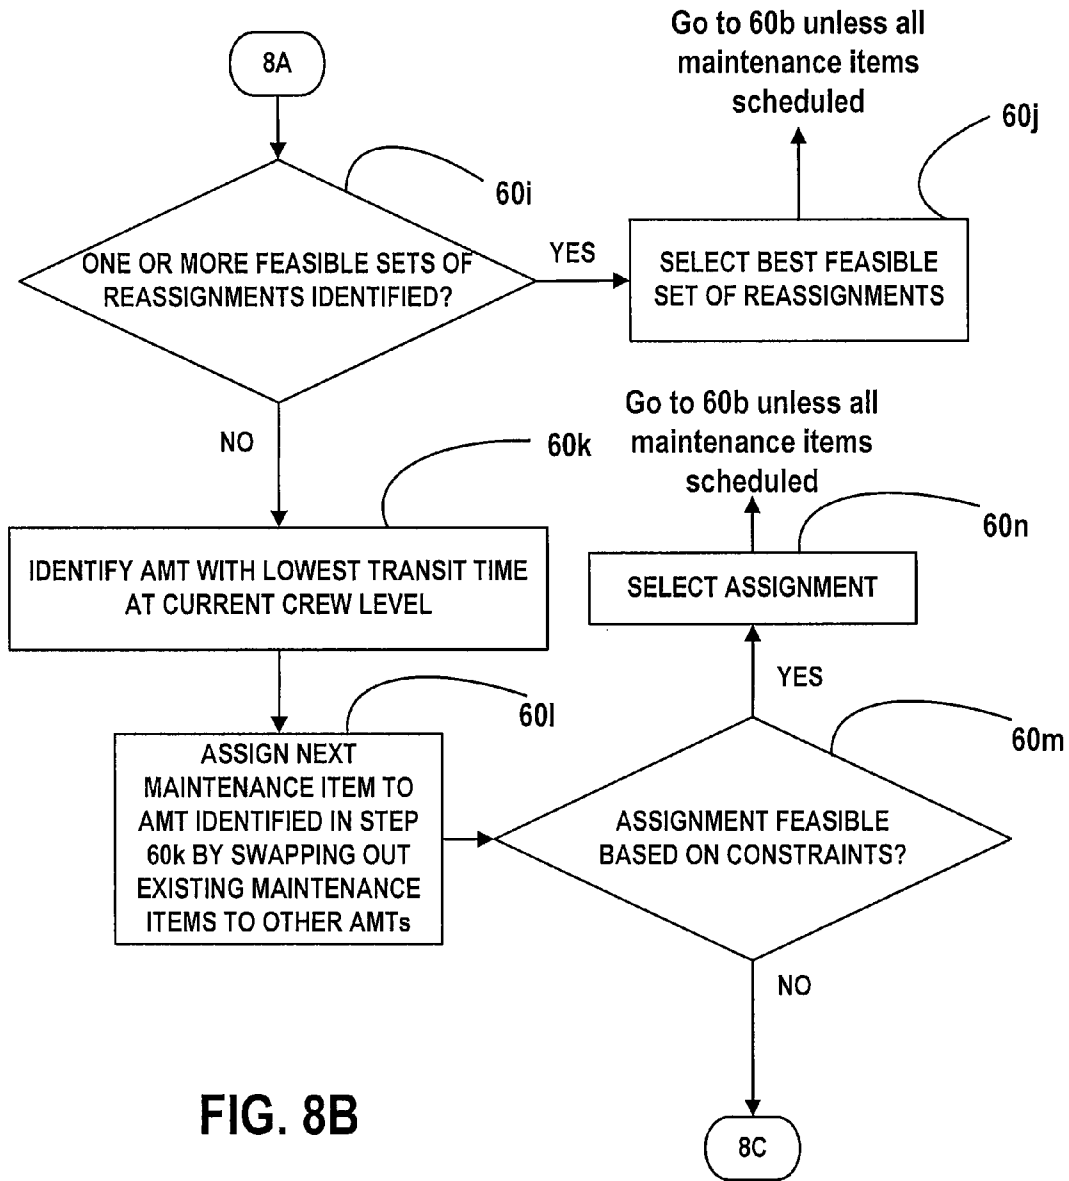 8A
Go to 60b unless all
maintenance items
scheduled
60j
60i
ONE OR MORE FEASIBLE SETS OF
REASSIGNMENTS IDENTIFIED?
YES
SELECT BEST FEASIBLE
SET OF REASSIGNMENTS
NO
60k
IDENTIFY AMT WITH LOWEST TRANSIT TIME
AT CURRENT CREW LEVEL
Go to 60b unless all
maintenance items
scheduled
60n
SELECT ASSIGNMENT
60l
ASSIGN NEXT
MAINTENANCE ITEM TO
AMT IDENTIFIED IN STEP
60k BY SWAPPING OUT
EXISTING MAINTENANCE
ITEMS TO OTHER AMTs
YES
60m
ASSIGNMENT FEASIBLE
BASED ON CONSTRAINTS?
NO
8C
FIG. 8B